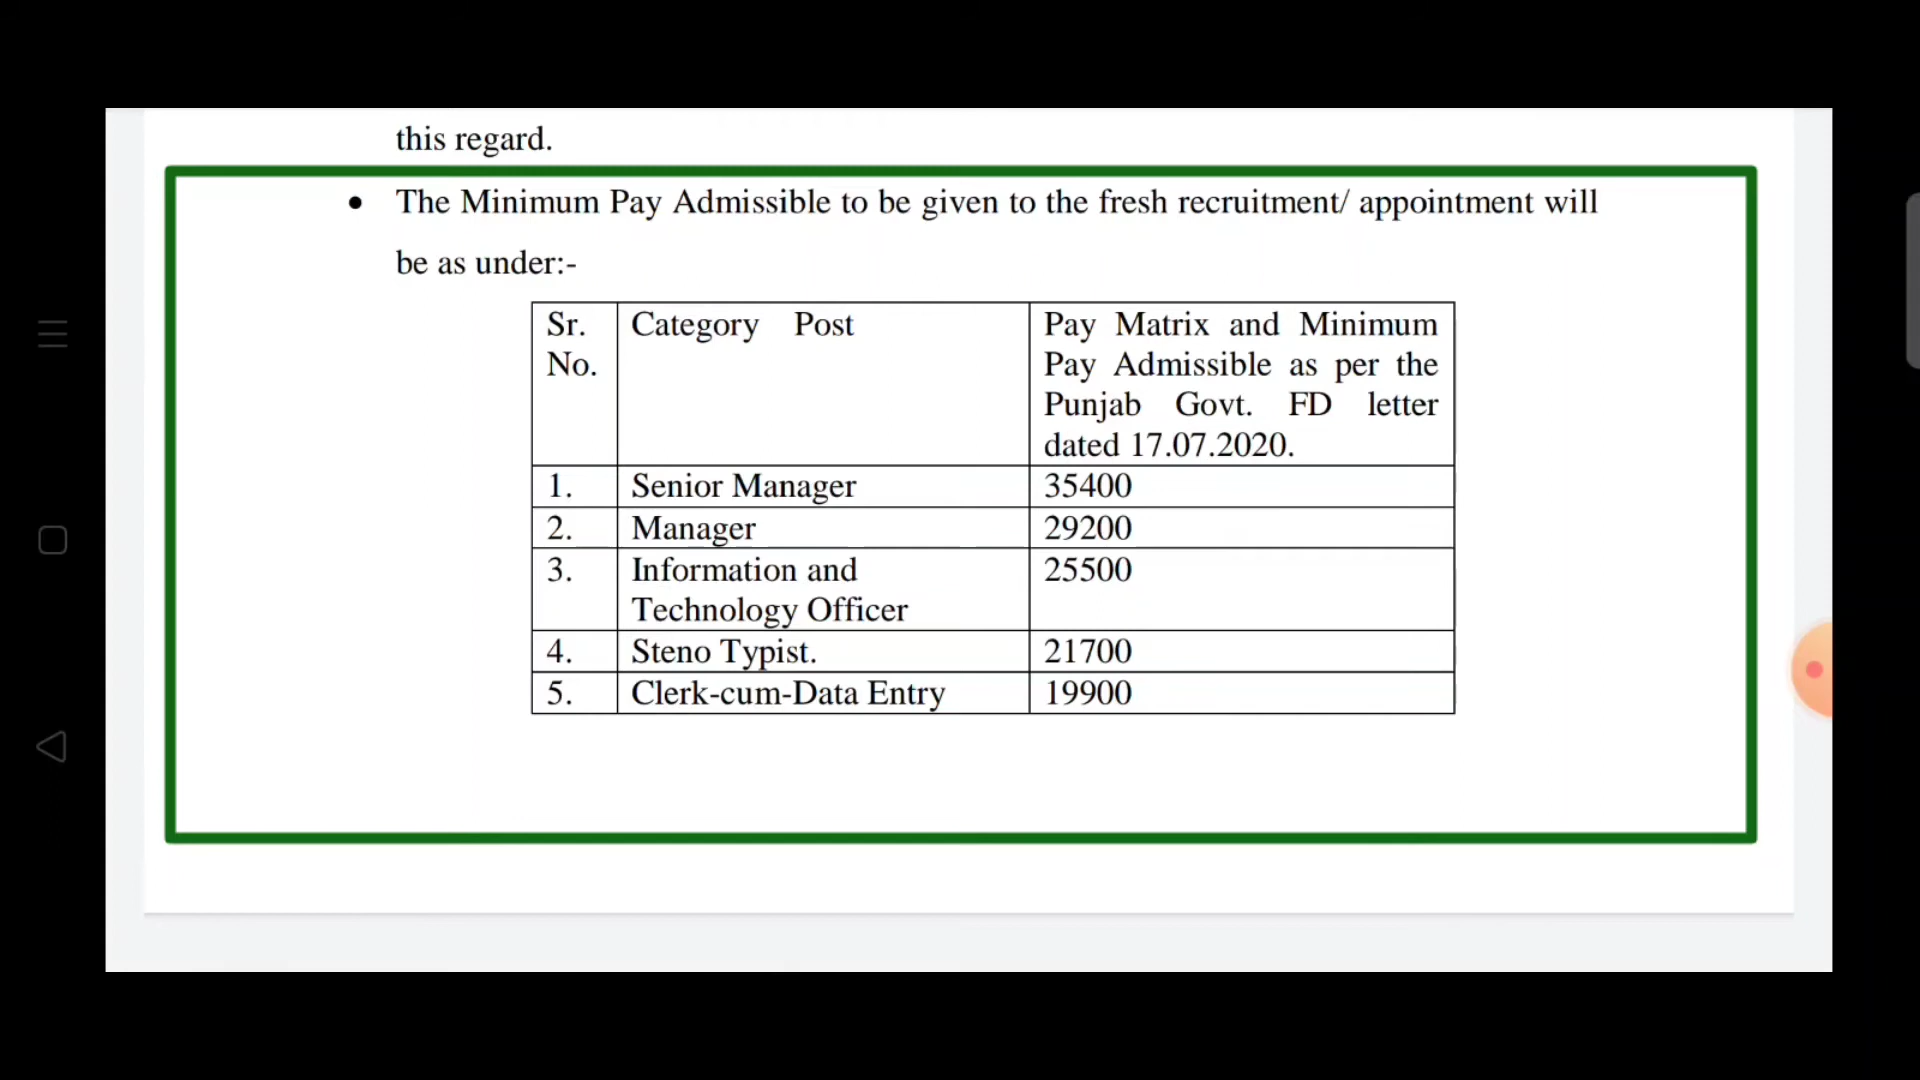 this regard.
• The Minimum Pay Admissible to be given to the fresh recruitment/ appointment will
be as under:-
Sr. No. Category Post Pay Matrix and Minimum Pay Admissible as per the Punjab Govt. FD letter dated 17.07.2020.
1. Senior Manager 35400
2. Manager 29200
3. Information and Technology Officer 25500
4. Steno Typist. 21700
5. Clerk-cum-Data Entry 19900